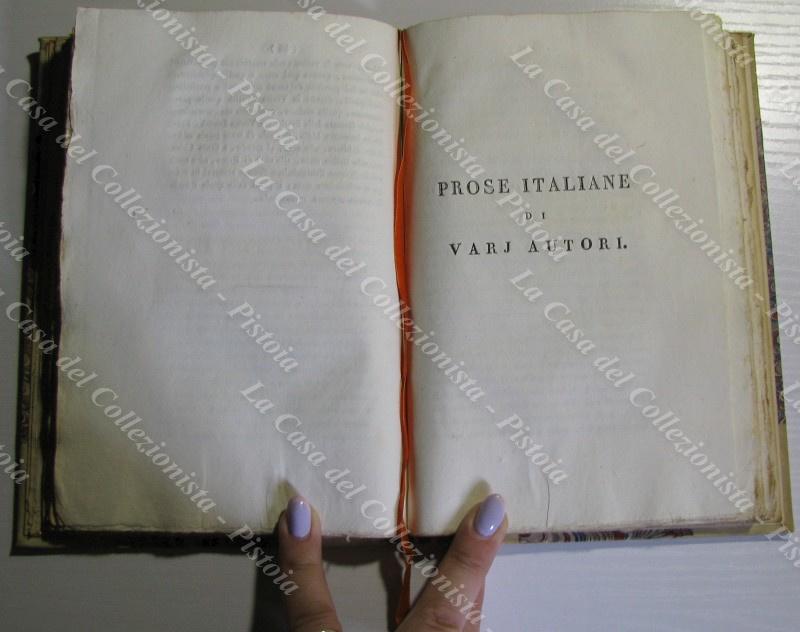 PROSE ITALIANE
DI
VARJ AUTORI.
La Casa del Collezionista - Pistoia